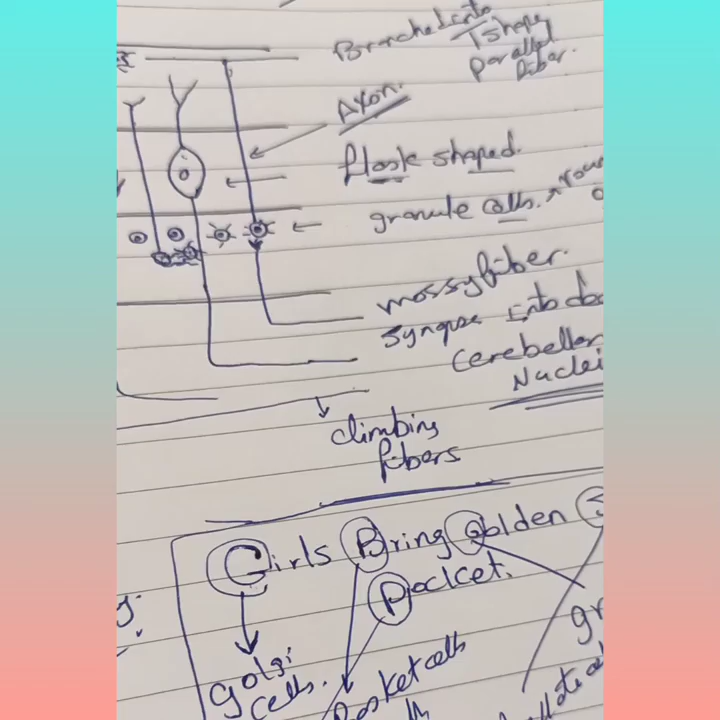 Branched into
T shape
parallel
fiber.
Axon.
flask shaped.
granule cells.
mossy fiber.
Synapse into
Cerebellar
Nuclei
climbing
fibers
Girls Bring Golden S
Pocket.
gr
golgi
cells.
Basket cells